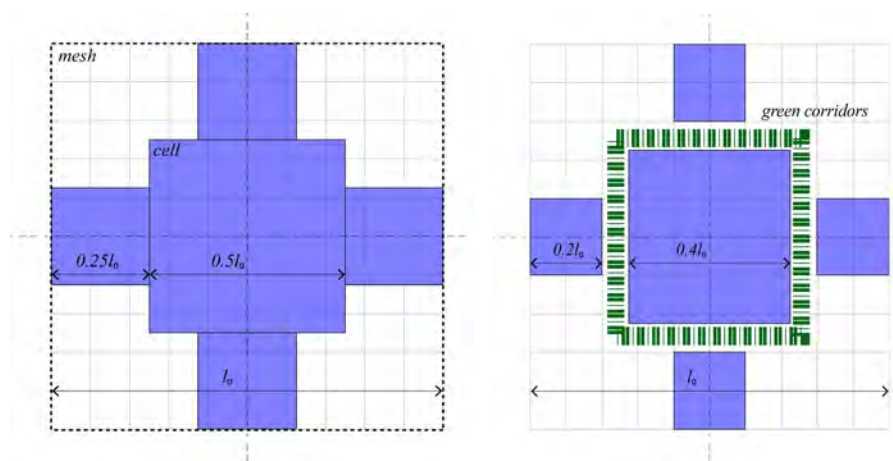 mesh
cell
0.25l₀
0.5l₀
l₀
green corridors
0.2l₀
0.4l₀
l₀